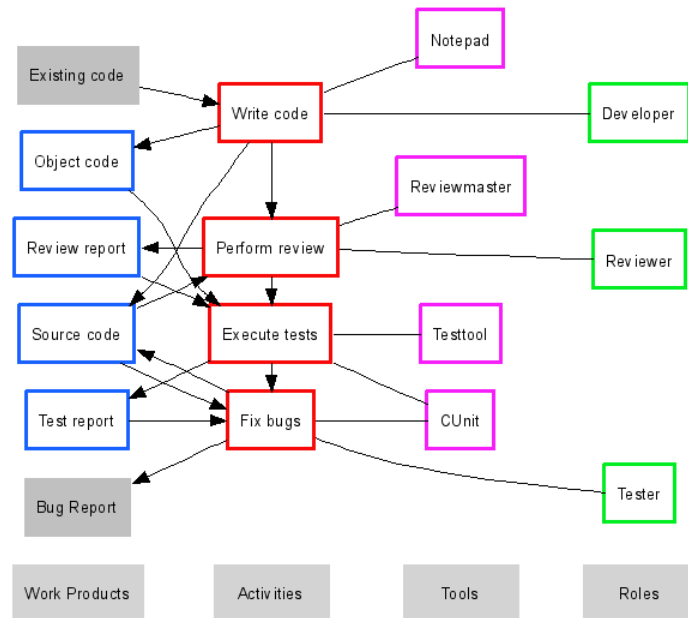 Notepad
Existing code
Write code
Developer
Object code
Reviewmaster
Review report
Perform review
Reviewer
Source code
Execute tests
Testtool
Test report
Fix bugs
CUnit
Bug Report
Tester
Work Products
Activities
Tools
Roles